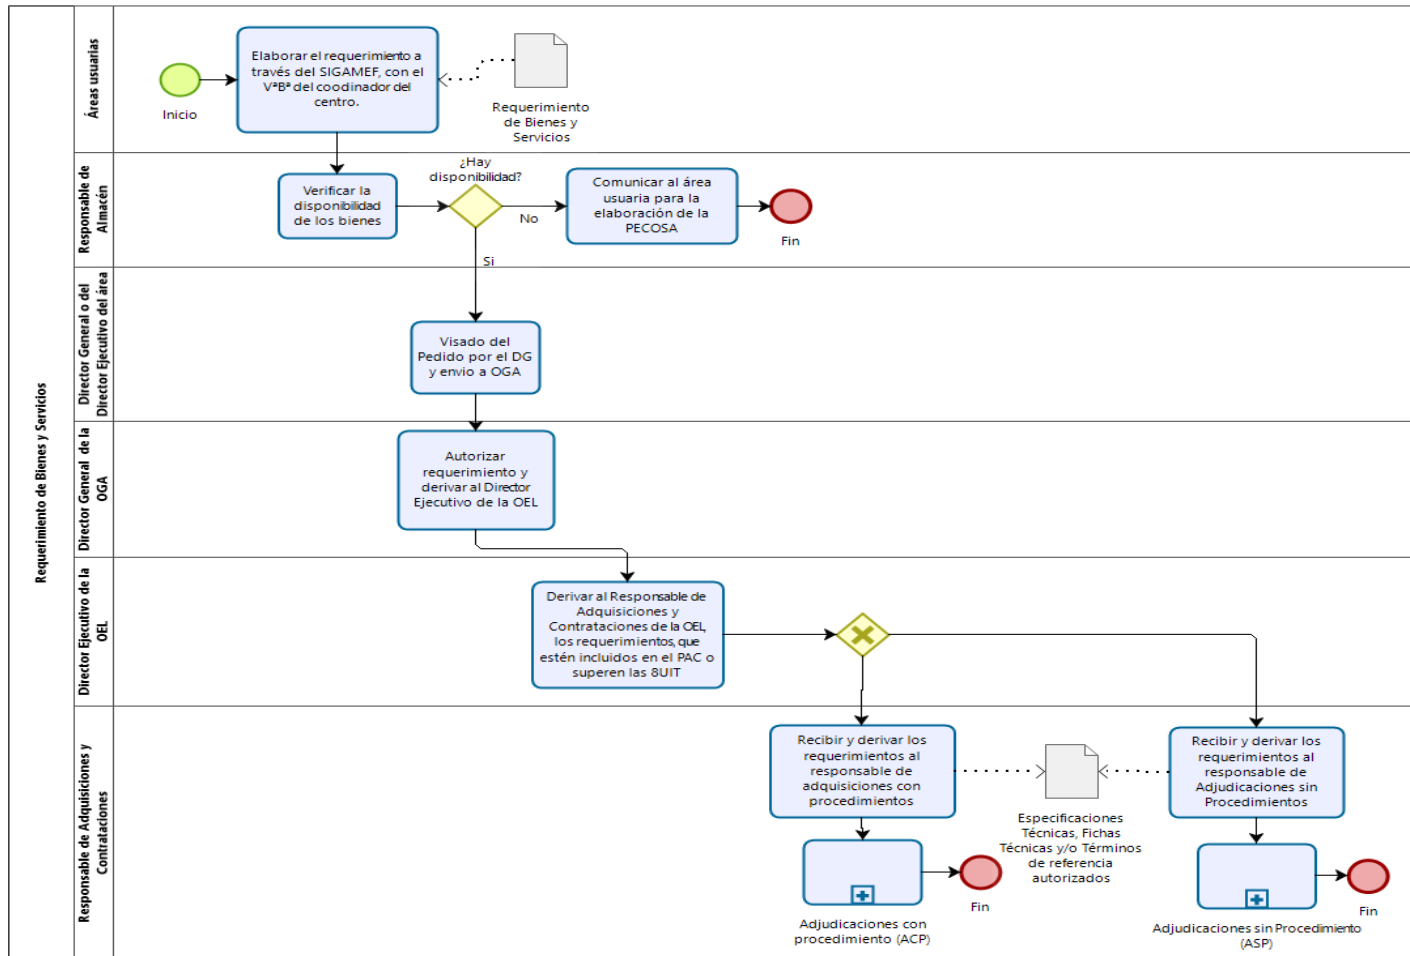 Requerimiento de Bienes y Servicios
Áreas usuarias
Inicio
Elaborar el requerimiento a
través del SIGAMEF, con el
VªBª del coodinador del
centro.
Requerimiento
de Bienes y
Servicios
Responsable de
Almacén
Verificar la
disponibilidad
de los bienes
¿Hay
disponibilidad?
No
Si
Comunicar al área
usuaria para la
elaboración de la
PECOSA
Fin
Director General o del
Director Ejecutivo del área
Visado del
Pedido por el DG
y envio a OGA
Director General de la
OGA
Autorizar
requerimiento y
derivar al Director
Ejecutivo de la OEL
Director Ejecutivo de la
OEL
Derivar al Responsable de
Adquisiciones y
Contrataciones de la OEL,
los requerimientos, que
estén incluidos en el PAC o
superen las 8UIT
Responsable de Adquisiciones y
Contrataciones
Recibir y derivar los
requerimientos al
responsable de
adquisiciones con
procedimientos
Especificaciones
Técnicas, Fichas
Técnicas y/o Términos
de referencia
autorizados
Recibir y derivar los
requerimientos al
responsable de
Adjudicaciones sin
Procedimientos
Adjudicaciones con
procedimiento (ACP)
Fin
Adjudicaciones sin Procedimiento
(ASP)
Fin